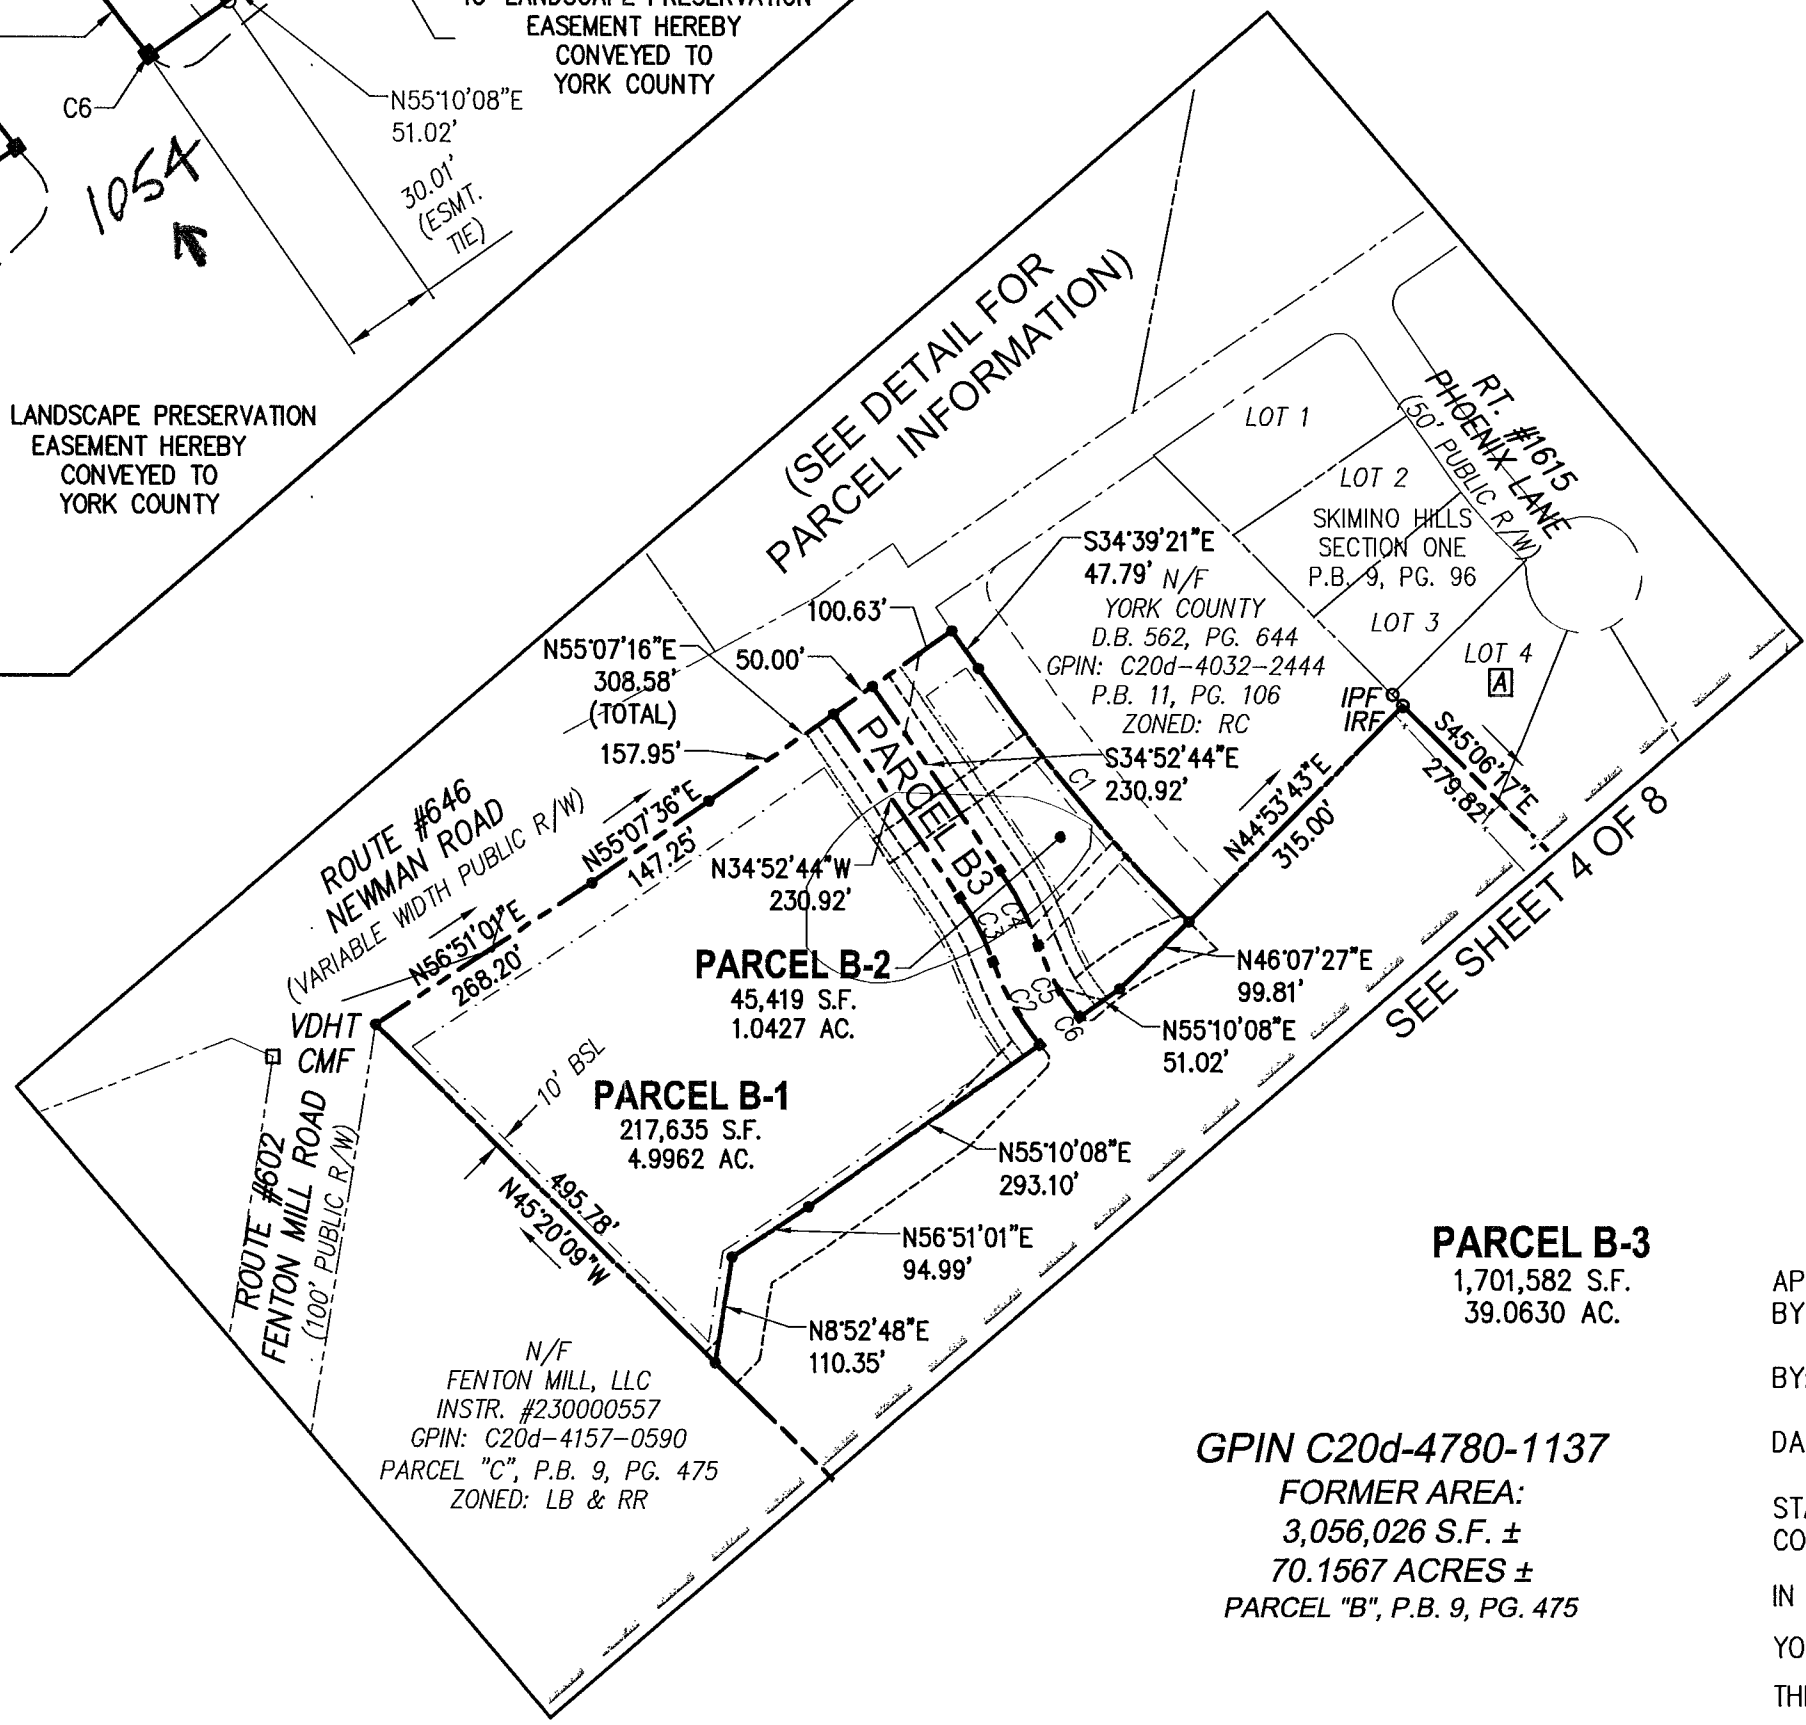 EASEMENT HEREBY
CONVEYED TO
YORK COUNTY
C6
N55°10'08"E
51.02'
1054
30.01'
(ESMT.
TIE)
LANDSCAPE PRESERVATION
EASEMENT HEREBY
CONVEYED TO
YORK COUNTY
(SEE DETAIL FOR
PARCEL INFORMATION)
RT. #1615
PHOENIX LANE
(50' PUBLIC R/W)
LOT 1
LOT 2
SKIMINO HILLS
SECTION ONE
P.B. 9, PG. 96
LOT 3
LOT 4
A
S34°39'21"E
47.79'
N/F
YORK COUNTY
D.B. 562, PG. 644
GPIN: C20d-4032-2444
P.B. 11, PG. 106
ZONED: RC
100.63'
N55°07'16"E
308.58'
(TOTAL)
50.00'
157.95'
IPF
IRF
S45°06'17"E
279.82'
PARCEL B3
S34°52'44"E
230.92'
C1
N44°53'43"E
315.00'
ROUTE #646
NEWMAN ROAD
(VARIABLE WIDTH PUBLIC R/W)
N55°07'36"E
147.25'
N34°52'44"W
230.92'
N56°51'01"E
268.20'
C4
C3
PARCEL B-2
45,419 S.F.
1.0427 AC.
C5
C2
C6
N46°07'27"E
99.81'
N55°10'08"E
51.02'
SEE SHEET 4 OF 8
VDHT
CMF
10' BSL
PARCEL B-1
217,635 S.F.
4.9962 AC.
ROUTE #602
FENTON MILL ROAD
(100' PUBLIC R/W)
N55°10'08"E
293.10'
495.78'
N45°20'09"W
N56°51'01"E
94.99'
N8°52'48"E
110.35'
PARCEL B-3
1,701,582 S.F.
39.0630 AC.
N/F
FENTON MILL, LLC
INSTR. #230000557
GPIN: C20d-4157-0590
PARCEL "C", P.B. 9, PG. 475
ZONED: LB & RR
GPIN C20d-4780-1137
FORMER AREA:
3,056,026 S.F. ±
70.1567 ACRES ±
PARCEL "B", P.B. 9, PG. 475
AP
BY
BY:
DA
CO
IN
YO